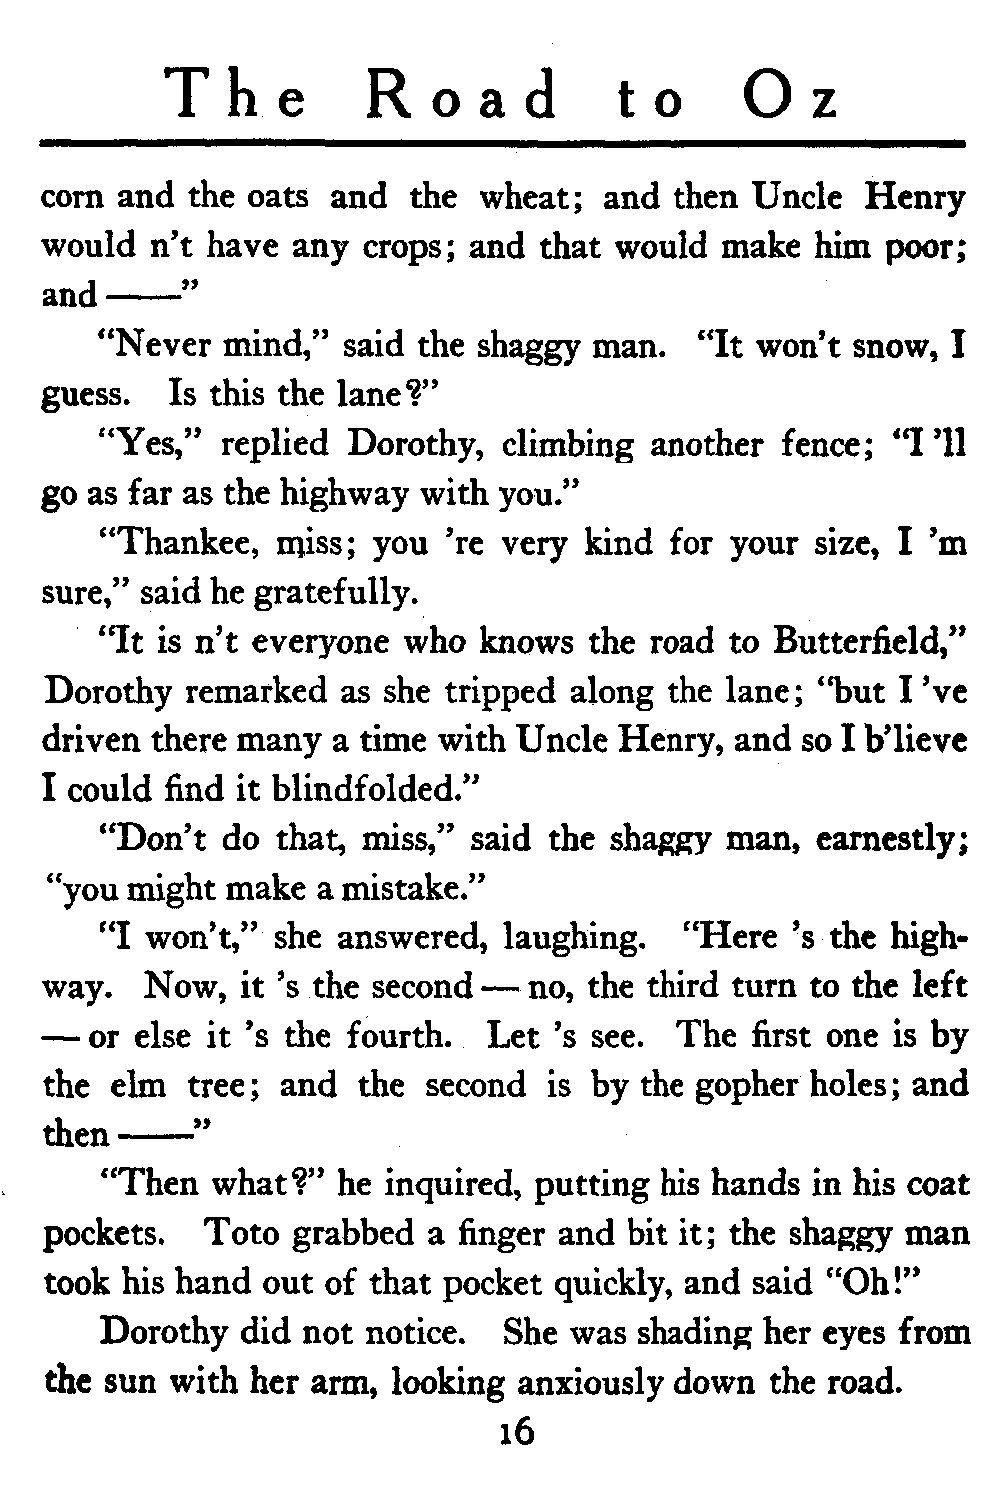 The Road to Oz
corn and the oats and the wheat; and then Uncle Henry
would n't have any crops; and that would make him poor;
and ——"
"Never mind," said the shaggy man. "It won't snow, I
guess. Is this the lane?"
"Yes," replied Dorothy, climbing another fence; "I 'll
go as far as the highway with you."
"Thankee, miss; you 're very kind for your size, I 'm
sure," said he gratefully.
"It is n't everyone who knows the road to Butterfield,"
Dorothy remarked as she tripped along the lane; "but I 've
driven there many a time with Uncle Henry, and so I b'lieve
I could find it blindfolded."
"Don't do that, miss," said the shaggy man, earnestly;
"you might make a mistake."
"I won't," she answered, laughing. "Here 's the high-
way. Now, it 's the second — no, the third turn to the left
— or else it 's the fourth. Let 's see. The first one is by
the elm tree; and the second is by the gopher holes; and
then ——"
"Then what?" he inquired, putting his hands in his coat
pockets. Toto grabbed a finger and bit it; the shaggy man
took his hand out of that pocket quickly, and said "Oh!"
Dorothy did not notice. She was shading her eyes from
the sun with her arm, looking anxiously down the road.
16